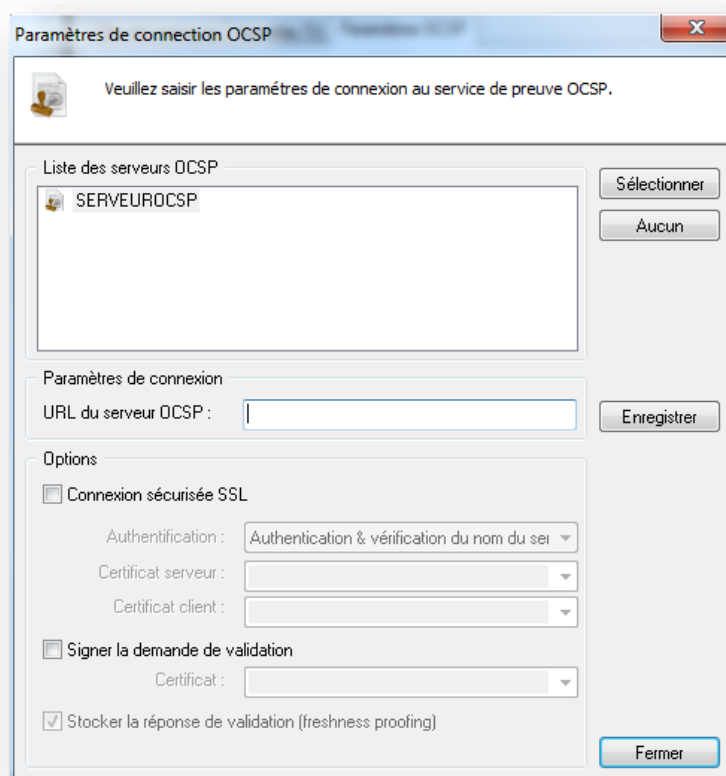 Paramètres de connection OCSP
Paramètres OCSP
Veuillez saisir les paramétres de connexion au service de preuve OCSP.
Liste des serveurs OCSP
SERVEUROCSP
Sélectionner
Aucun
Paramètres de connexion
URL du serveur OCSP :
Enregistrer
Options
Connexion sécurisée SSL
Authentification :
Authentication & vérification du nom du ser
Certificat serveur :
Certificat client :
Signer la demande de validation
Certificat :
Stocker la réponse de validation (freshness proofing)
Fermer